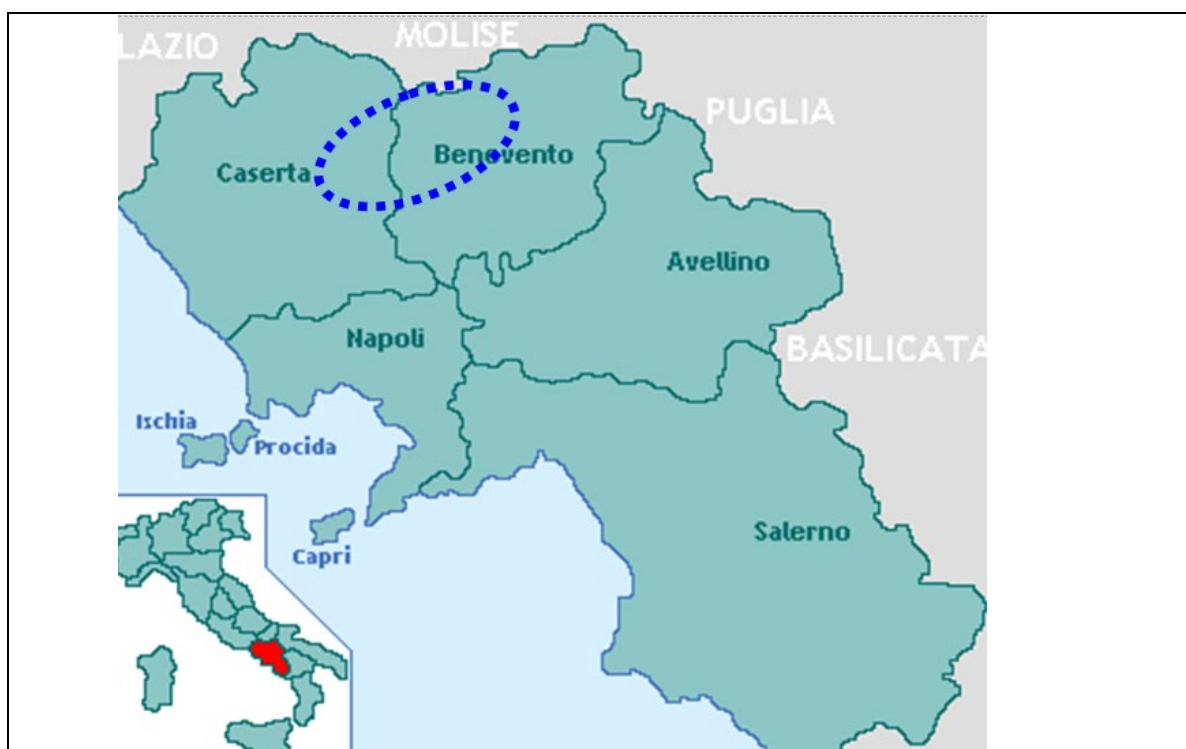 LAZIO
MOLISE
PUGLIA
Benevento
Caserta
Avellino
Napoli
BASILICATA
Ischia
Procida
Salerno
Capri